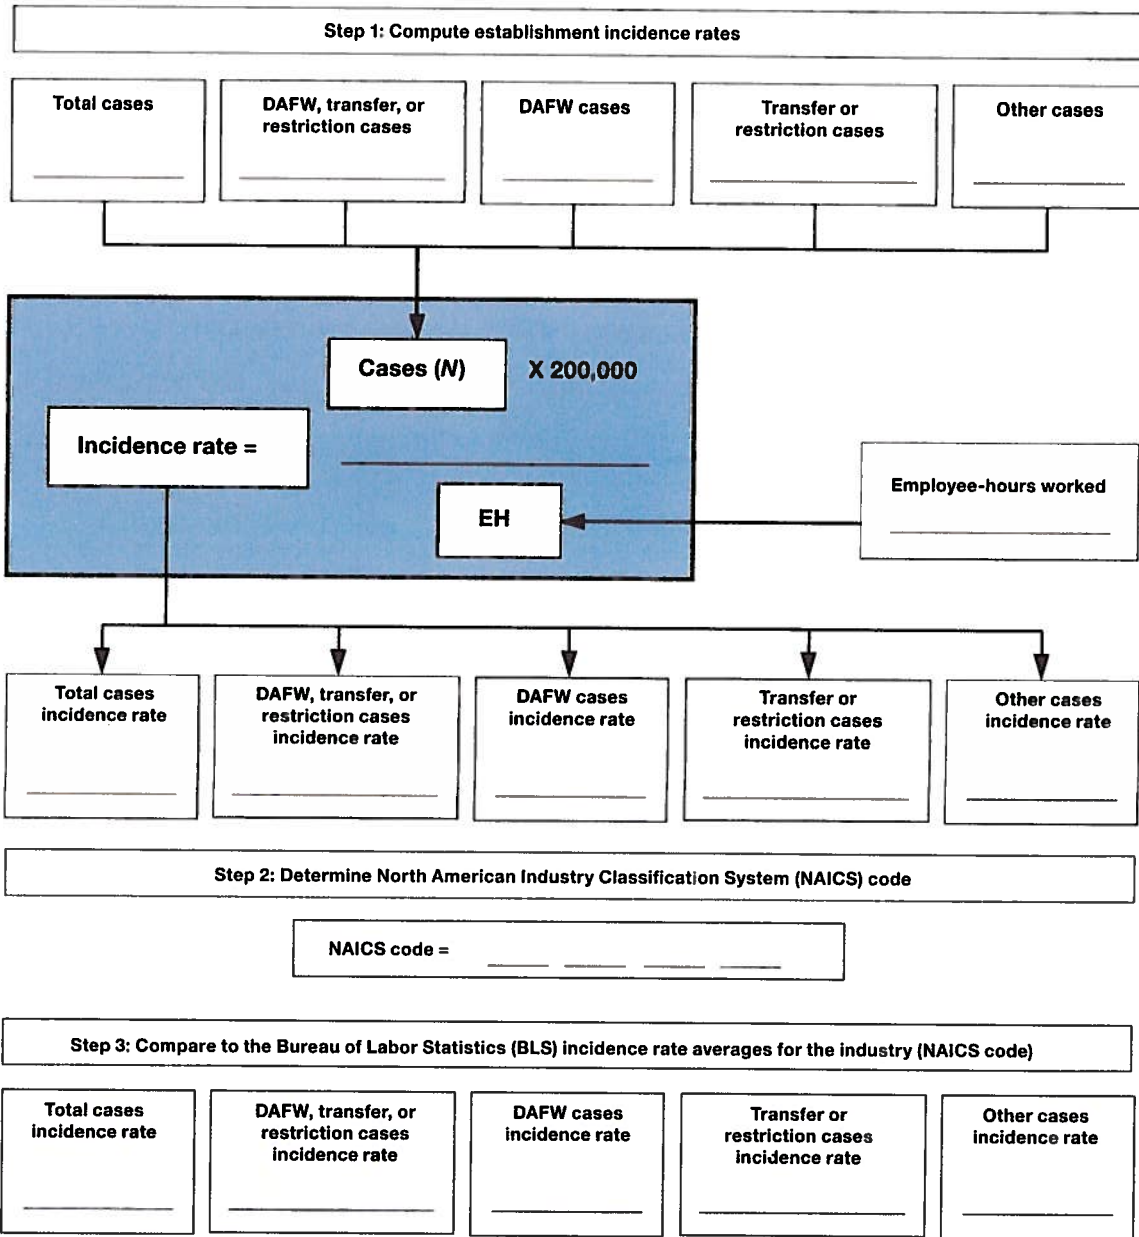 Step 1: Compute establishment incidence rates
Total cases
DAFW, transfer, or
restriction cases
DAFW cases
Transfer or
restriction cases
Other cases
Cases (N)
X 200,000
Incidence rate =
EH
Employee-hours worked
Total cases
incidence rate
DAFW, transfer, or
restriction cases
incidence rate
DAFW cases
incidence rate
Transfer or
restriction cases
incidence rate
Other cases
incidence rate
Step 2: Determine North American Industry Classification System (NAICS) code
NAICS code =
Step 3: Compare to the Bureau of Labor Statistics (BLS) incidence rate averages for the industry (NAICS code)
Total cases
incidence rate
DAFW, transfer, or
restriction cases
incidence rate
DAFW cases
incidence rate
Transfer or
restriction cases
incidence rate
Other cases
incidence rate